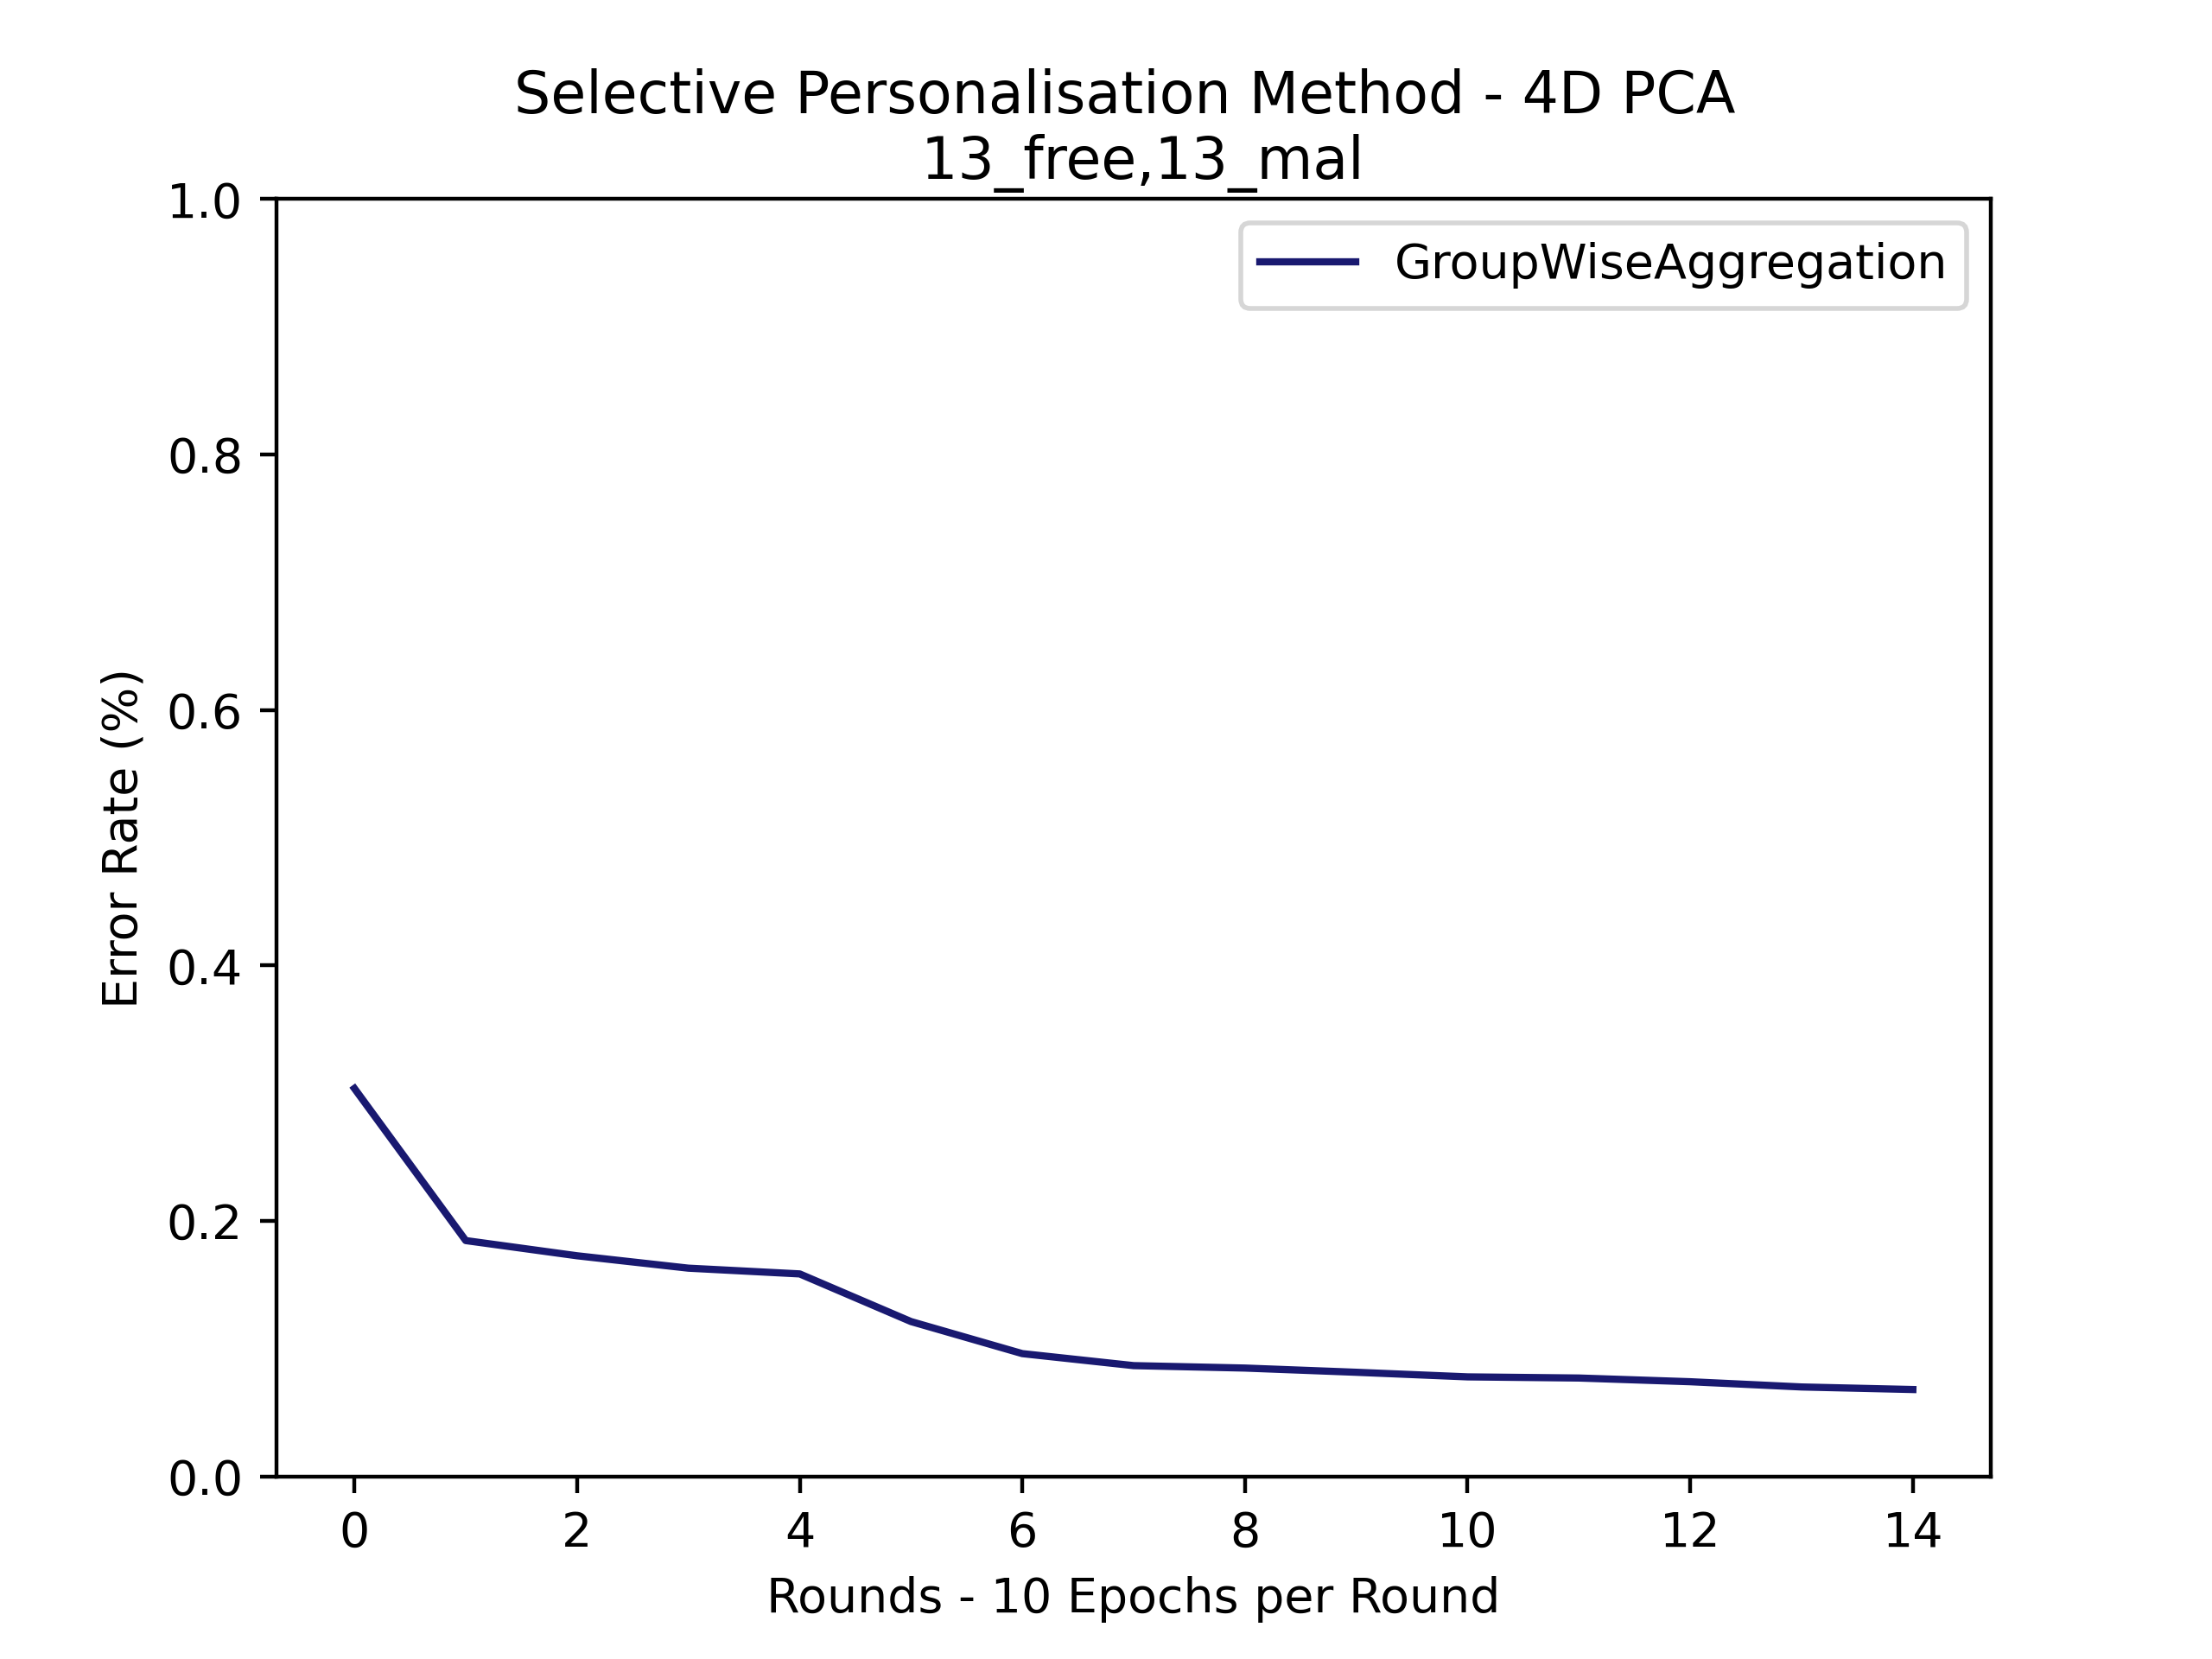 Selective Personalisation Method - 4D PCA
13_free,13_mal
GroupWiseAggregation
1.0
0.8
0.6
0.4
0.2
0.0
Error Rate (%)
0 2 4 6 8 10 12 14
Rounds - 10 Epochs per Round